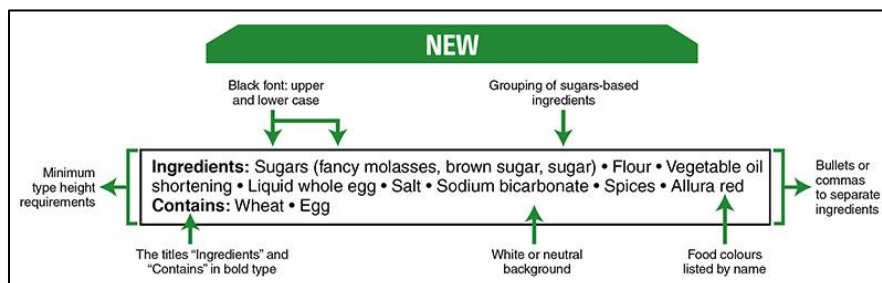 NEW
Black font: upper
and lower case
Grouping of sugars-based
ingredients
Minimum
type height
requirements
Ingredients: Sugars (fancy molasses, brown sugar, sugar) • Flour • Vegetable oil
shortening • Liquid whole egg • Salt • Sodium bicarbonate • Spices • Allura red
Contains: Wheat • Egg
Bullets or
commas
to separate
ingredients
The titles “Ingredients” and
“Contains” in bold type
White or neutral
background
Food colours
listed by name